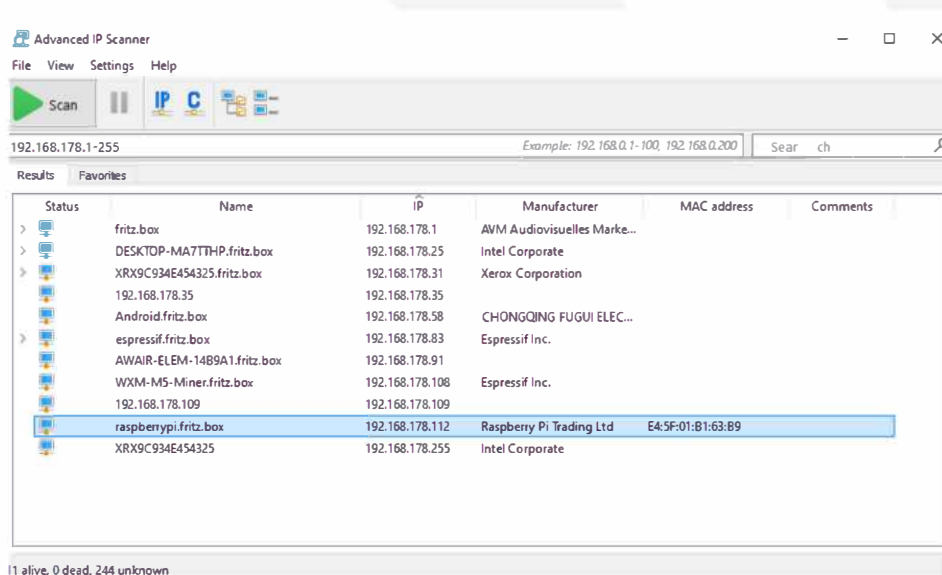 Advanced IP Scanner
File View Settings Help
Scan IP C
192.168.178.1-255 Example: 192.168.0.1-100, 192.168.0.200 Sear ch
Results Favorites
Status Name IP Manufacturer MAC address Comments
fritz.box 192.168.178.1 AVM Audiovisuelles Marke...
DESKTOP-MA7TTHP.fritz.box 192.168.178.25 Intel Corporate
XRX9C934E454325.fritz.box 192.168.178.31 Xerox Corporation
192.168.178.35 192.168.178.35
Android.fritz.box 192.168.178.58 CHONGQING FUGUI ELEC...
espressif.fritz.box 192.168.178.83 Espressif Inc.
AWAIR-ELEM-14B9A1.fritz.box 192.168.178.91
WXM-M5-Miner.fritz.box 192.168.178.108 Espressif Inc.
192.168.178.109 192.168.178.109
raspberrypi.fritz.box 192.168.178.112 Raspberry Pi Trading Ltd E4:5F:01:B1:63:B9
XRX9C934E454325 192.168.178.255 Intel Corporate
11 alive, 0 dead, 244 unknown